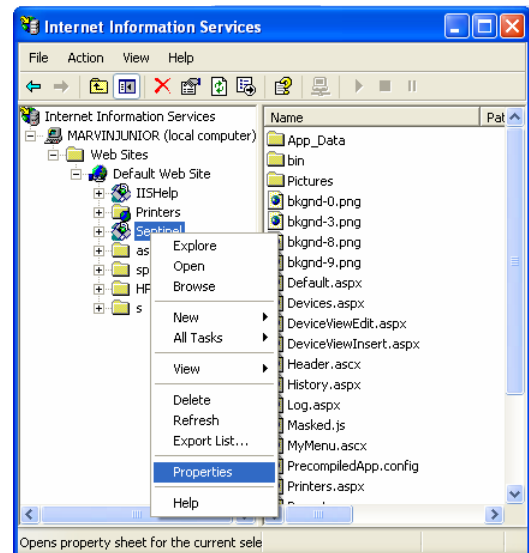 Internet Information Services
File Action View Help
Internet Information Services
MARVINJUNIOR (local computer)
Web Sites
Default Web Site
IISHelp
Printers
Sentinel
as
sp
HF
s
Explore
Open
Browse
New
All Tasks
View
Delete
Refresh
Export List...
Properties
Help
Name Pat
App_Data
bin
Pictures
bkgnd-0.png
bkgnd-3.png
bkgnd-8.png
bkgnd-9.png
Default.aspx
Devices.aspx
DeviceViewEdit.aspx
DeviceViewInsert.aspx
Header.ascx
History.aspx
Log.aspx
Masked.js
MyMenu.ascx
PrecompiledApp.config
Printers.aspx
Opens property sheet for the current sele